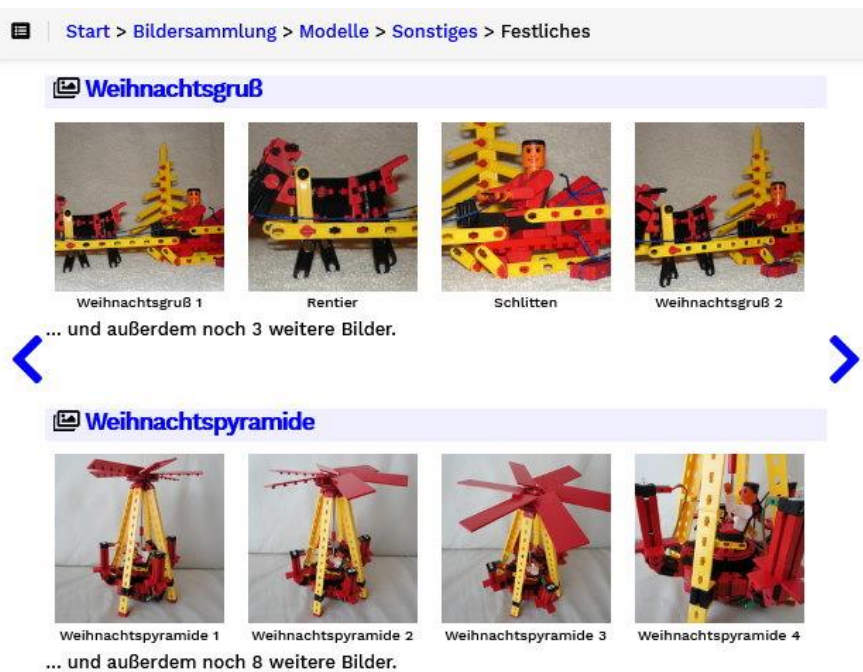 Start > Bildersammlung > Modelle > Sonstiges > Festliches
Weihnachtsgruß
Weihnachtsgruß 1
Rentier
Schlitten
Weihnachtsgruß 2
... und außerdem noch 3 weitere Bilder.
Weihnachtspyramide
Weihnachtspyramide 1
Weihnachtspyramide 2
Weihnachtspyramide 3
Weihnachtspyramide 4
... und außerdem noch 8 weitere Bilder.